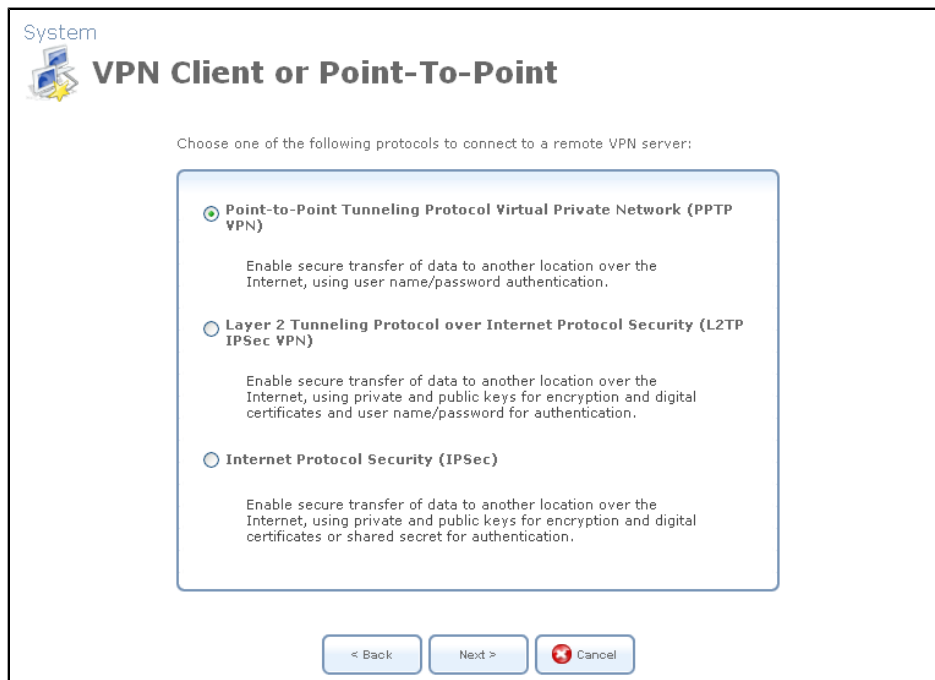 System
VPN Client or Point-To-Point
Choose one of the following protocols to connect to a remote VPN server:
Point-to-Point Tunneling Protocol Virtual Private Network (PPTP
VPN)
Enable secure transfer of data to another location over the
Internet, using user name/password authentication.
Layer 2 Tunneling Protocol over Internet Protocol Security (L2TP
IPSec VPN)
Enable secure transfer of data to another location over the
Internet, using private and public keys for encryption and digital
certificates and user name/password for authentication.
Internet Protocol Security (IPSec)
Enable secure transfer of data to another location over the
Internet, using private and public keys for encryption and digital
certificates or shared secret for authentication.
< Back Next > Cancel